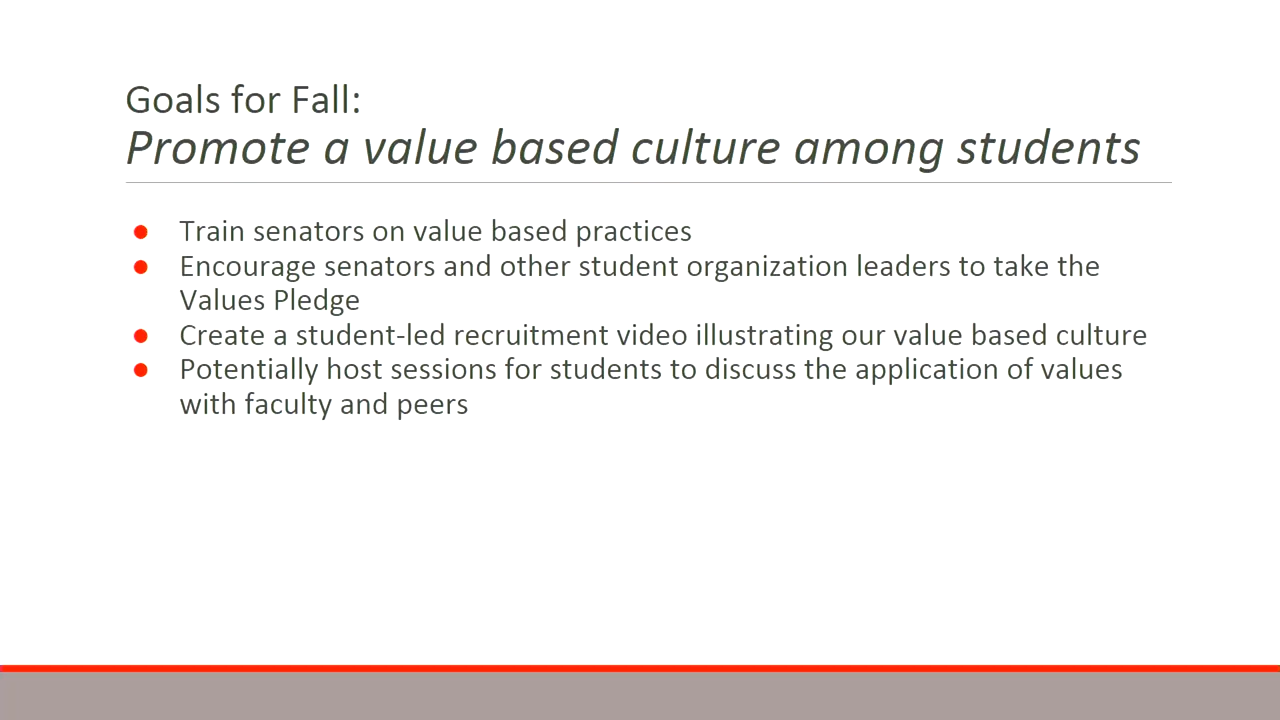 Goals for Fall:
Promote a value based culture among students
● Train senators on value based practices
● Encourage senators and other student organization leaders to take the
Values Pledge
● Create a student-led recruitment video illustrating our value based culture
● Potentially host sessions for students to discuss the application of values
with faculty and peers